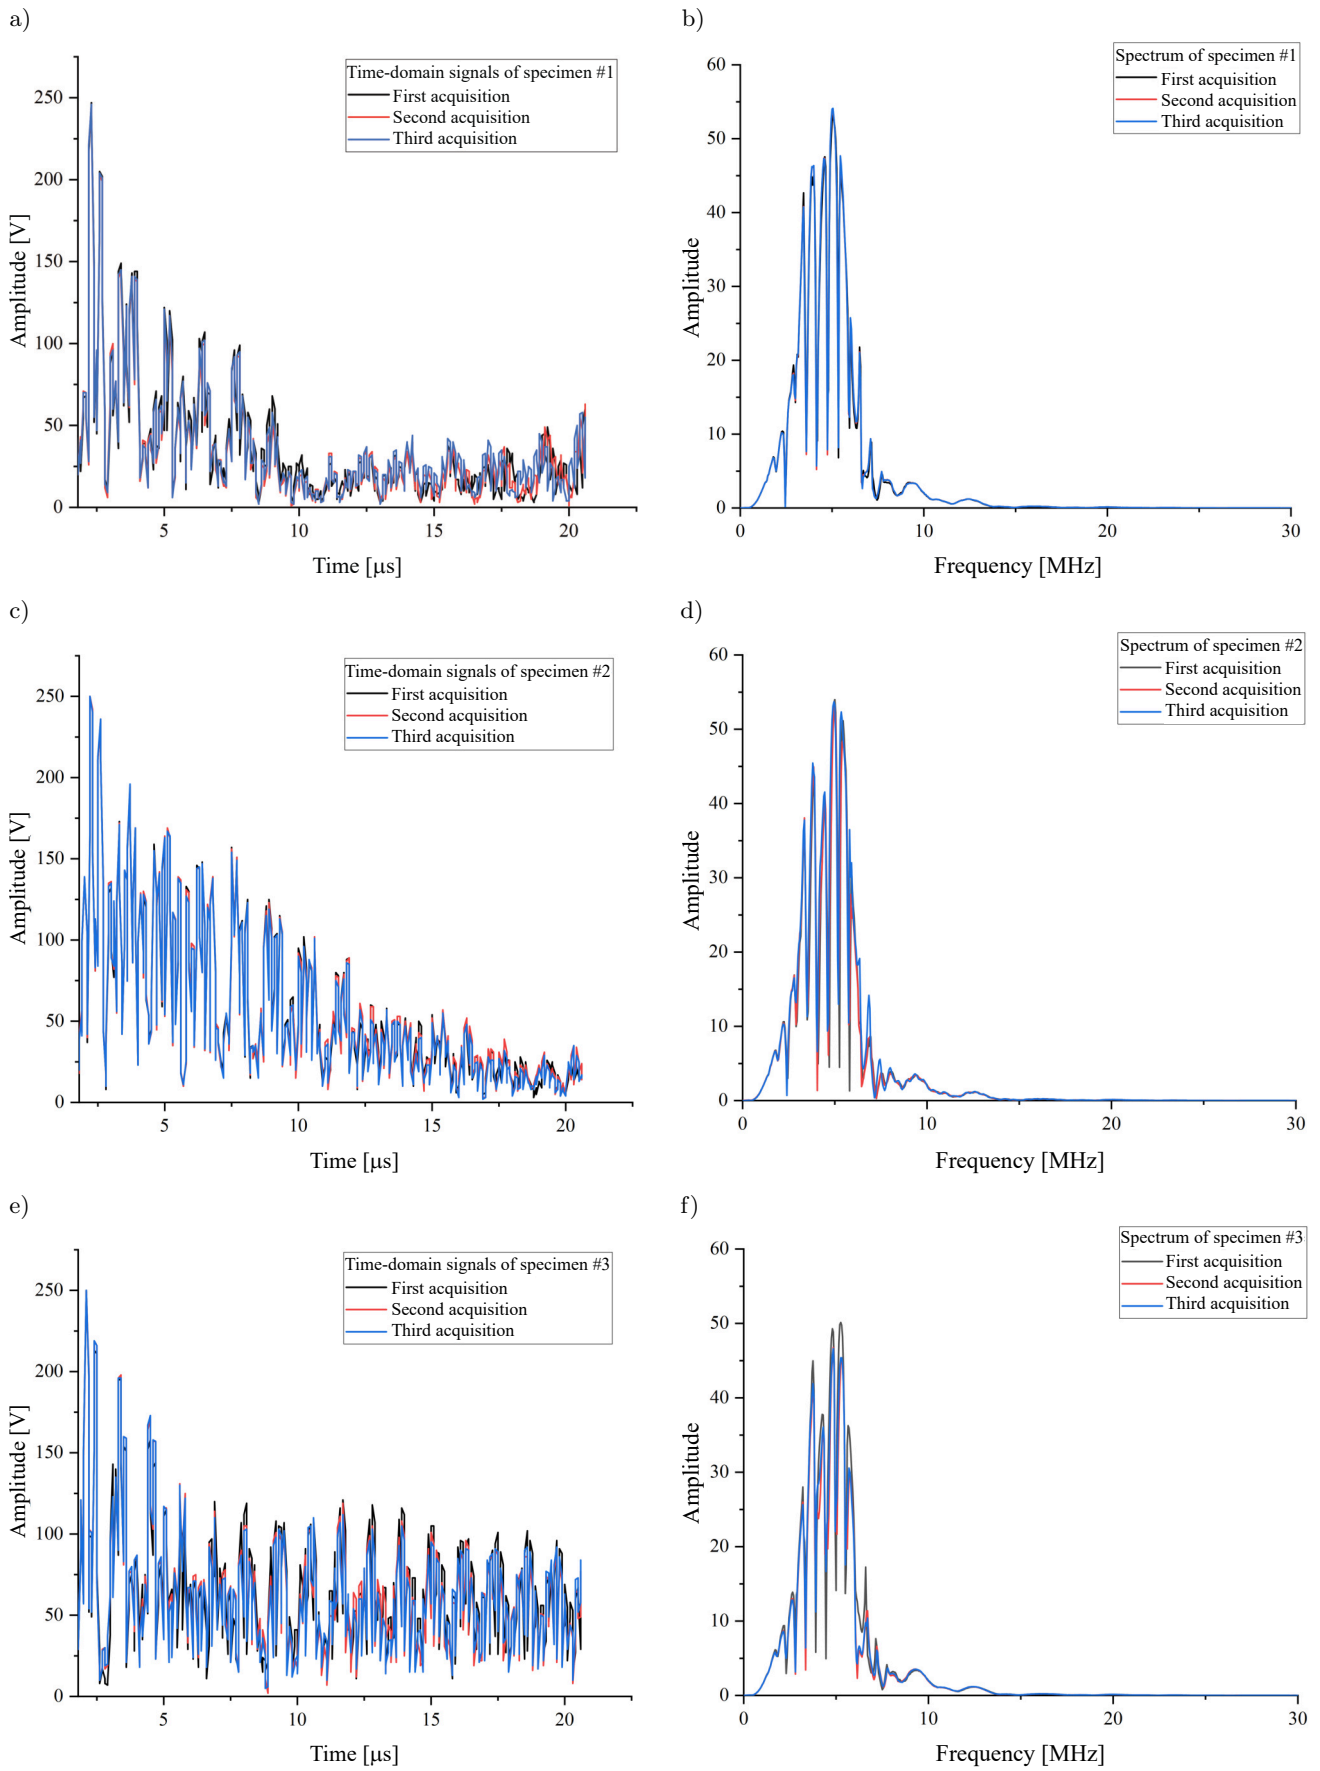 a)
Time-domain signals of specimen #1
First acquisition
Second acquisition
Third acquisition
250
200
150
100
50
0
5
10
15
20
Amplitude [V]
Time [μs]
b)
Spectrum of specimen #1
First acquisition
Second acquisition
Third acquisition
60
50
40
30
20
10
0
0
10
20
30
Amplitude
Frequency [MHz]
c)
Time-domain signals of specimen #2
First acquisition
Second acquisition
Third acquisition
250
200
150
100
50
0
5
10
15
20
Amplitude [V]
Time [μs]
d)
Spectrum of specimen #2
First acquisition
Second acquisition
Third acquisition
60
50
40
30
20
10
0
0
10
20
30
Amplitude
Frequency [MHz]
e)
Time-domain signals of specimen #3
First acquisition
Second acquisition
Third acquisition
250
200
150
100
50
0
5
10
15
20
Amplitude [V]
Time [μs]
f)
Spectrum of specimen #3
First acquisition
Second acquisition
Third acquisition
60
50
40
30
20
10
0
0
10
20
30
Amplitude
Frequency [MHz]